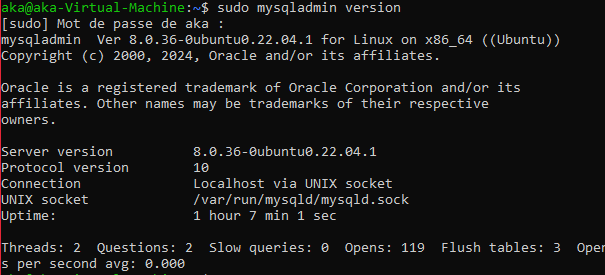 aka@aka-Virtual-Machine:~$ sudo mysqladmin version
[sudo] Mot de passe de aka :
mysqladmin  Ver 8.0.36-0ubuntu0.22.04.1 for Linux on x86_64 ((Ubuntu))
Copyright (c) 2000, 2024, Oracle and/or its affiliates.
Oracle is a registered trademark of Oracle Corporation and/or its
affiliates. Other names may be trademarks of their respective
owners.
Server version          8.0.36-0ubuntu0.22.04.1
Protocol version        10
Connection              Localhost via UNIX socket
UNIX socket             /var/run/mysqld/mysqld.sock
Uptime:                 1 hour 7 min 1 sec
Threads: 2  Questions: 2  Slow queries: 0  Opens: 119  Flush tables: 3  Open
s per second avg: 0.000